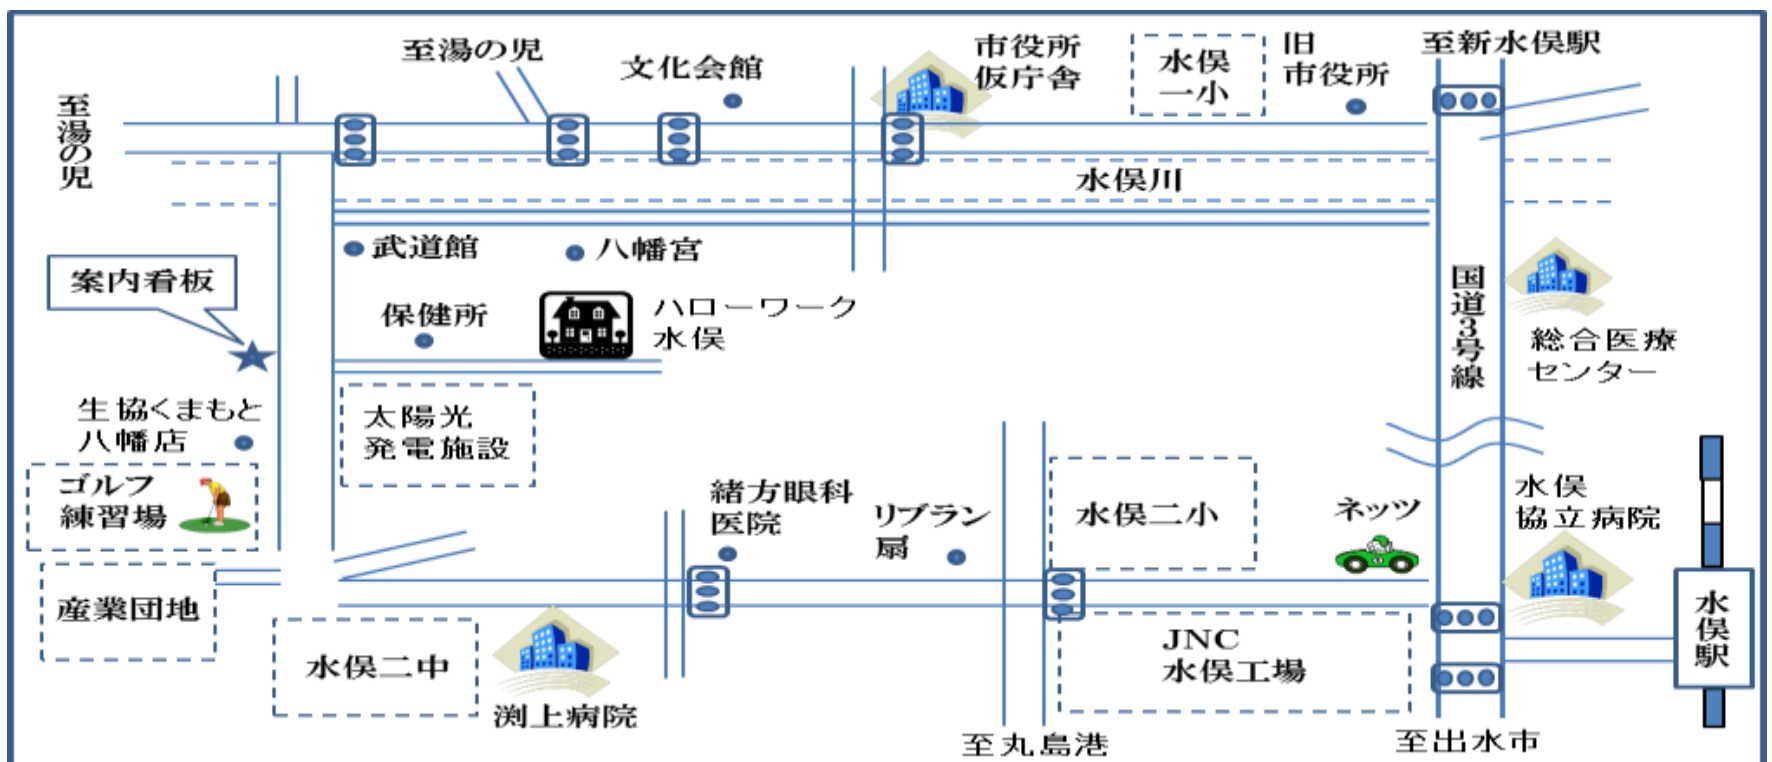 至湯の児
至湯の児
文化会館
市役所
仮庁舎
水俣
一小
旧
市役所
至新水俣駅
水俣川
案内看板
武道館
八幡宮
保健所
ハローワーク
水俣
国道3号線
総合医療
センター
生協くまもと
八幡店
太陽光
発電施設
ゴルフ
練習場
緒方眼科
医院
リブラン
扇
水俣二小
ネッツ
水俣
協立病院
産業団地
水俣二中
渕上病院
JNC
水俣工場
水俣駅
至丸島港
至出水市